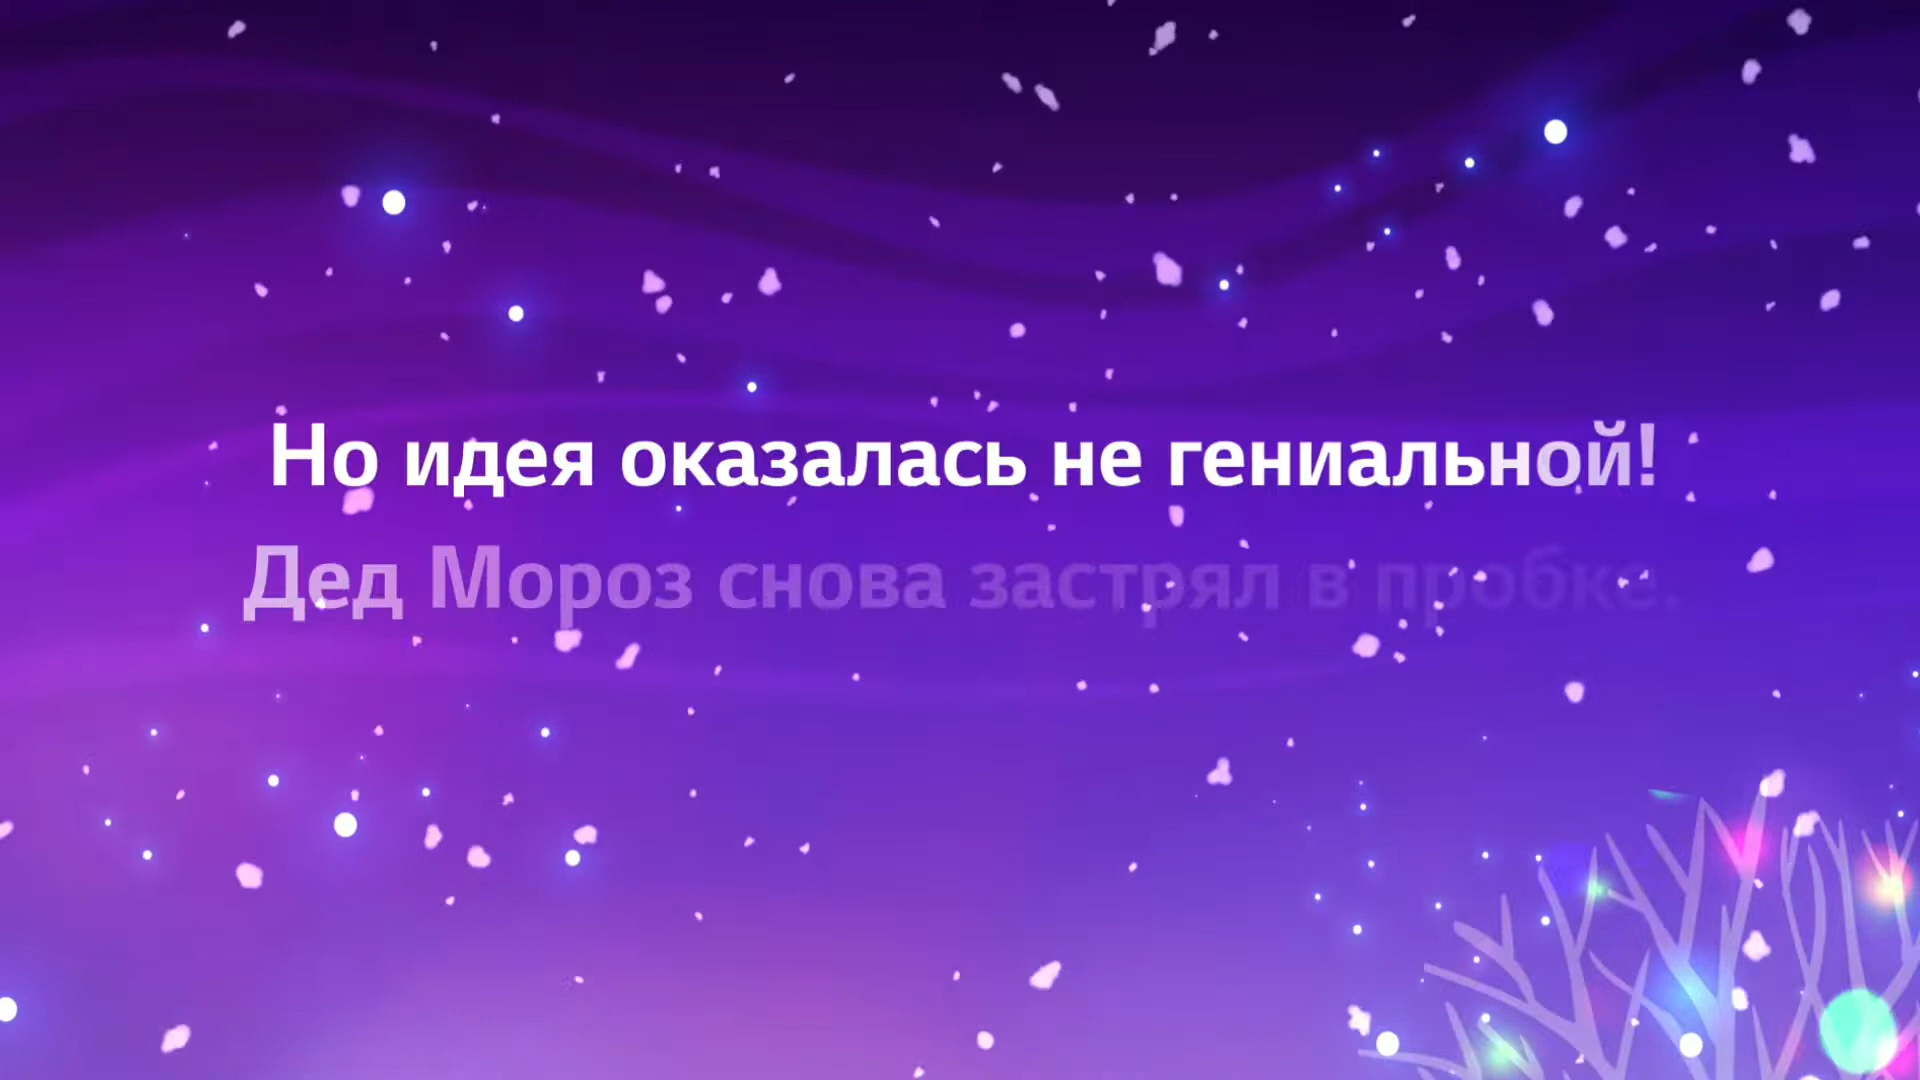 Но идея оказалась не гениальной!
Дед Мороз снова застрял в пробке.